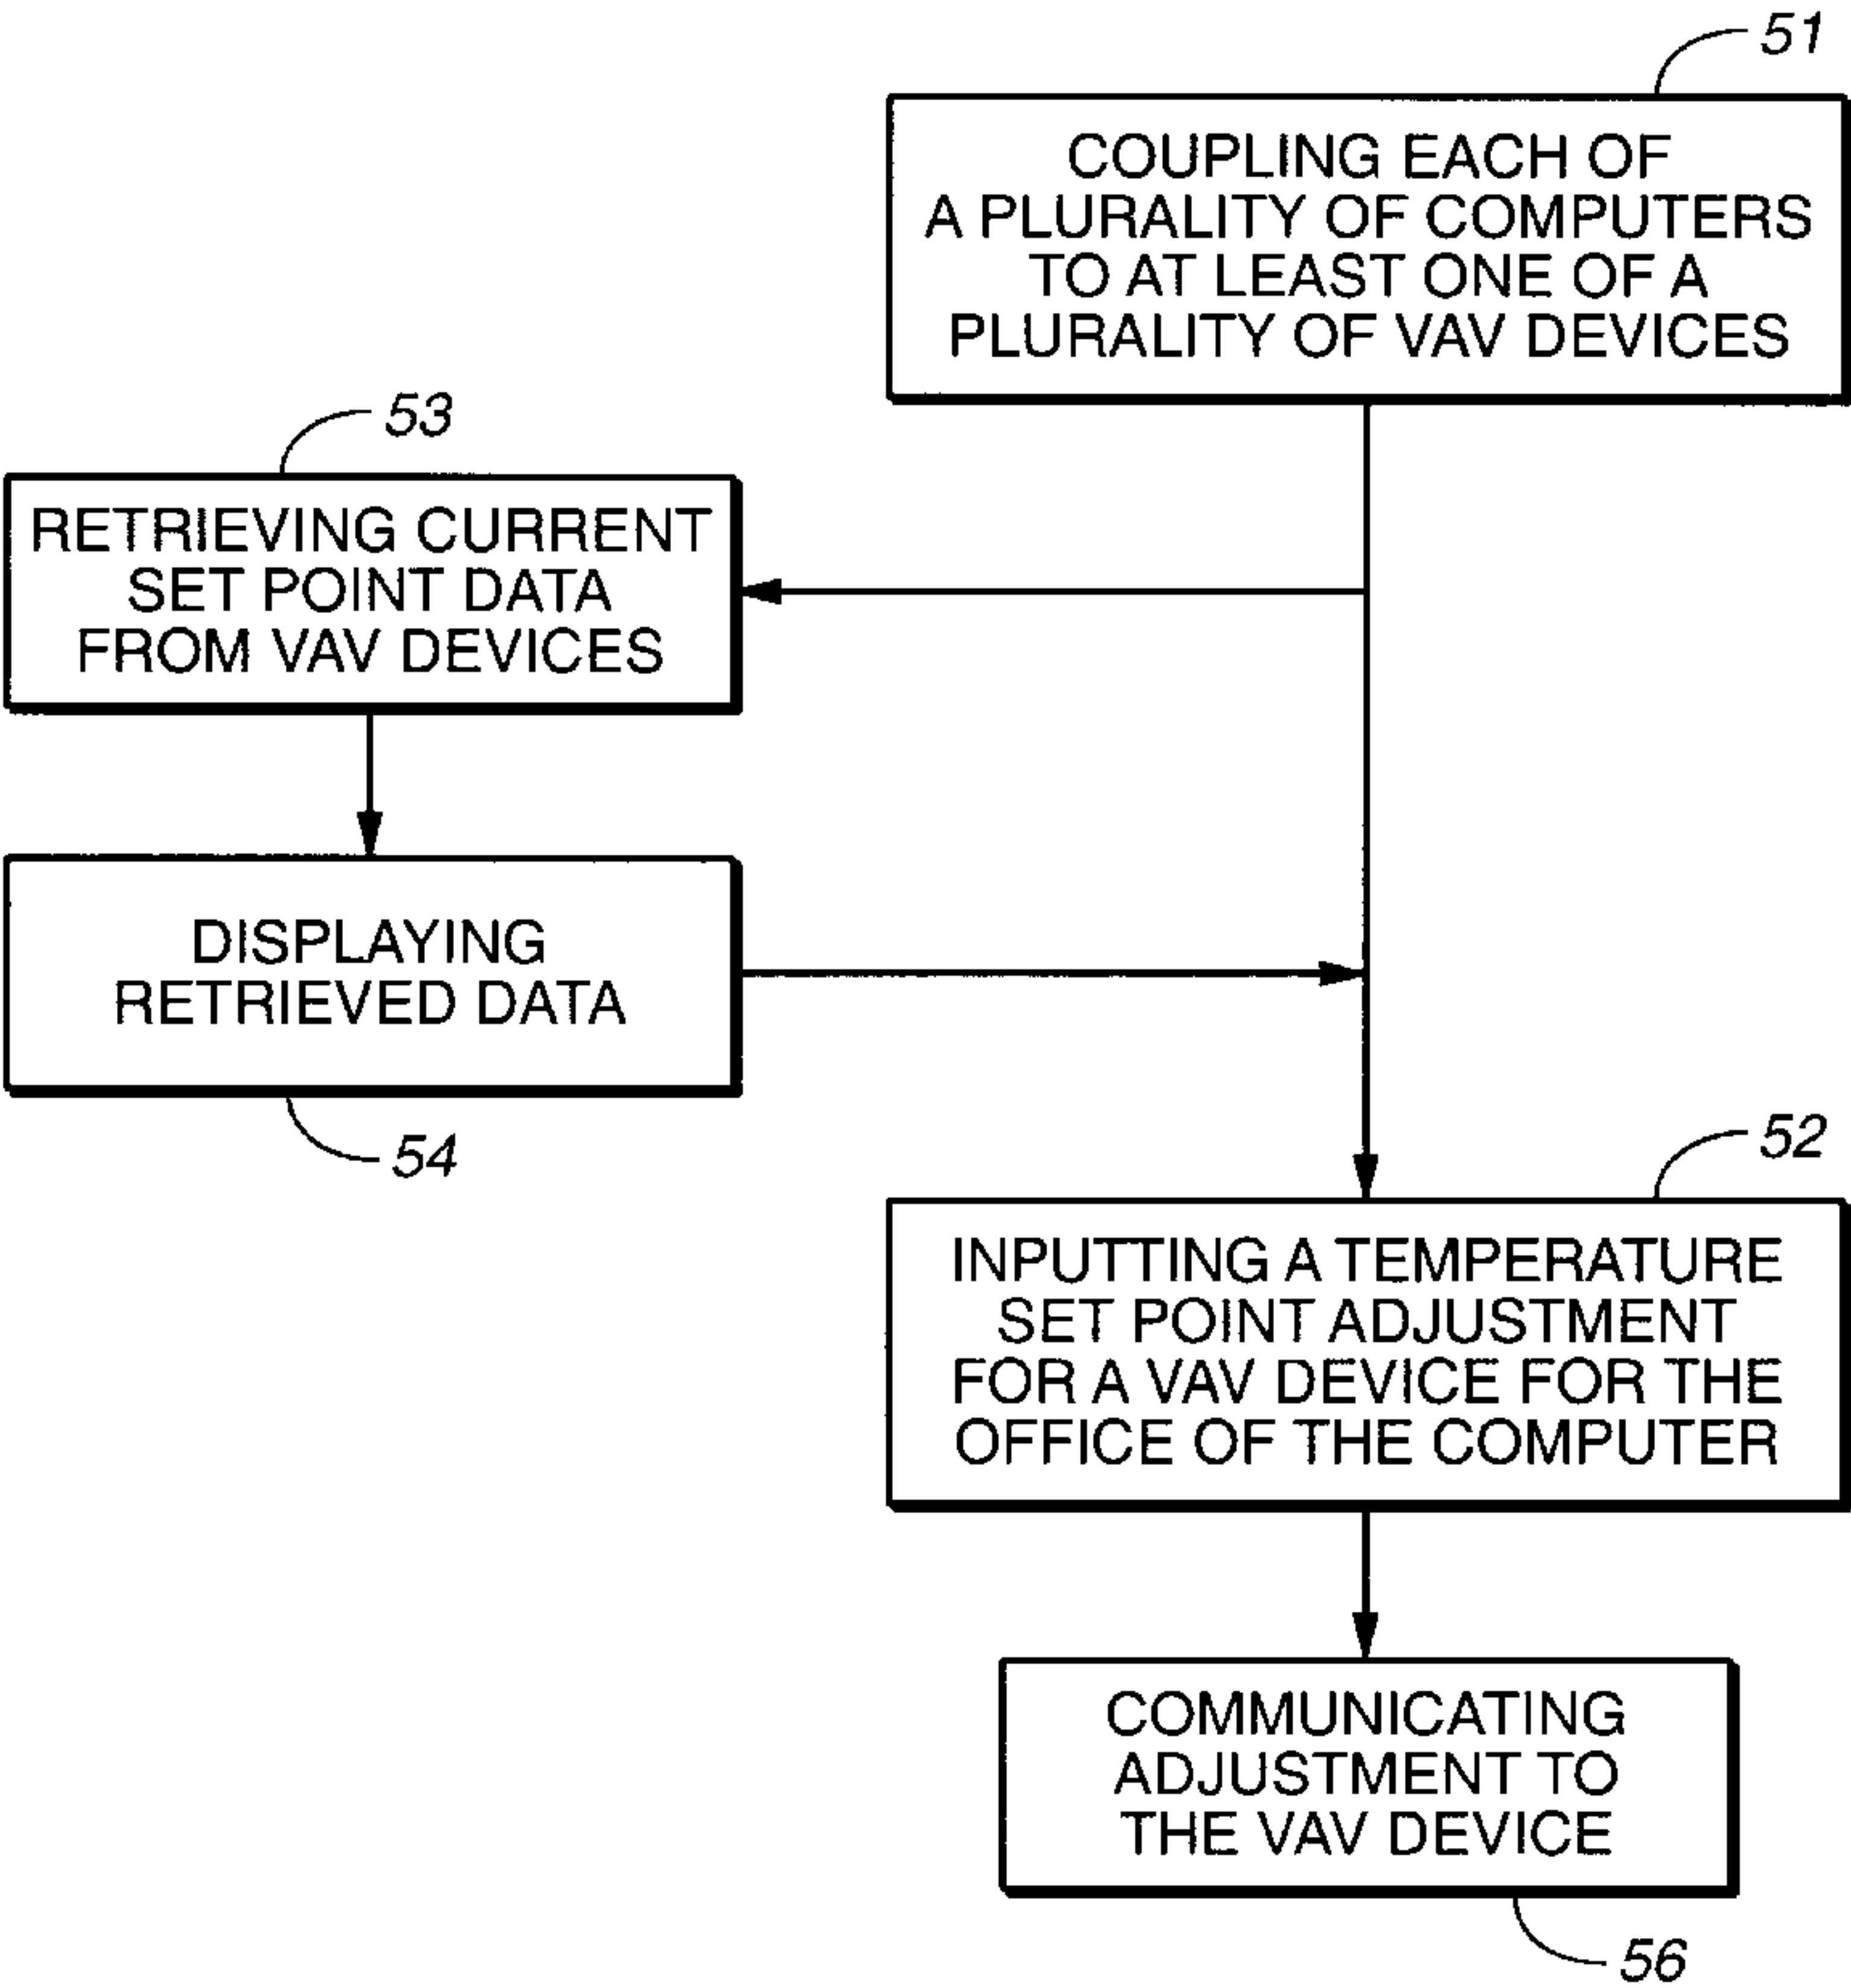 51
COUPLING EACH OF
A PLURALITY OF COMPUTERS
TO AT LEAST ONE OF A
PLURALITY OF VAV DEVICES
53
RETRIEVING CURRENT
SET POINT DATA
FROM VAV DEVICES
DISPLAYING
RETRIEVED DATA
54
52
INPUTTING A TEMPERATURE
SET POINT ADJUSTMENT
FOR A VAV DEVICE FOR THE
OFFICE OF THE COMPUTER
COMMUNICATING
ADJUSTMENT TO
THE VAV DEVICE
56